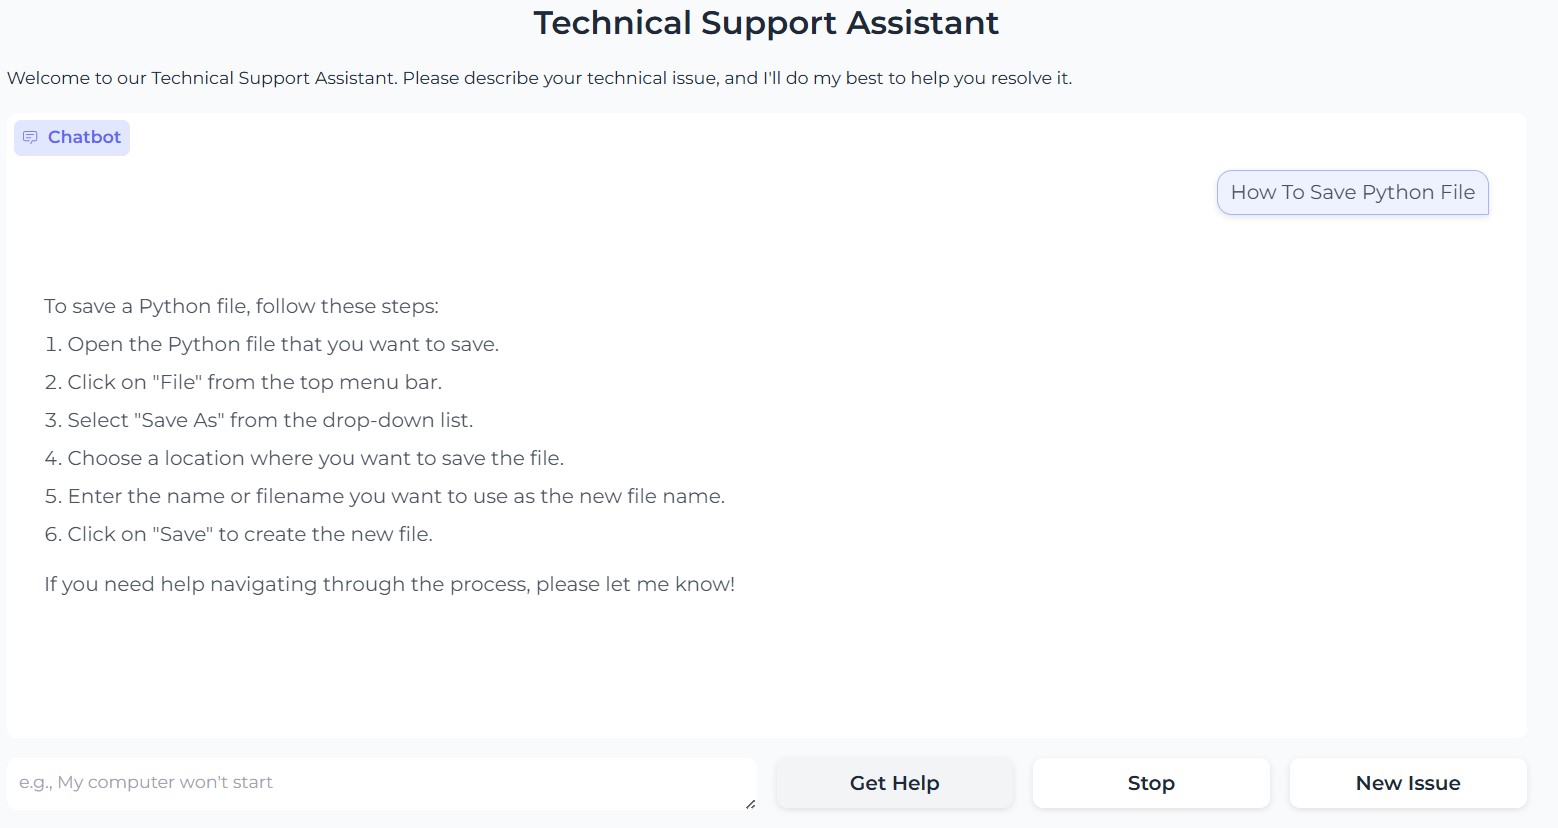 Technical Support Assistant
Welcome to our Technical Support Assistant. Please describe your technical issue, and I'll do my best to help you resolve it.
Chatbot
How To Save Python File
To save a Python file, follow these steps:
1. Open the Python file that you want to save.
2. Click on "File" from the top menu bar.
3. Select "Save As" from the drop-down list.
4. Choose a location where you want to save the file.
5. Enter the name or filename you want to use as the new file name.
6. Click on "Save" to create the new file.
If you need help navigating through the process, please let me know!
e.g., My computer won't start
Get Help
Stop
New Issue